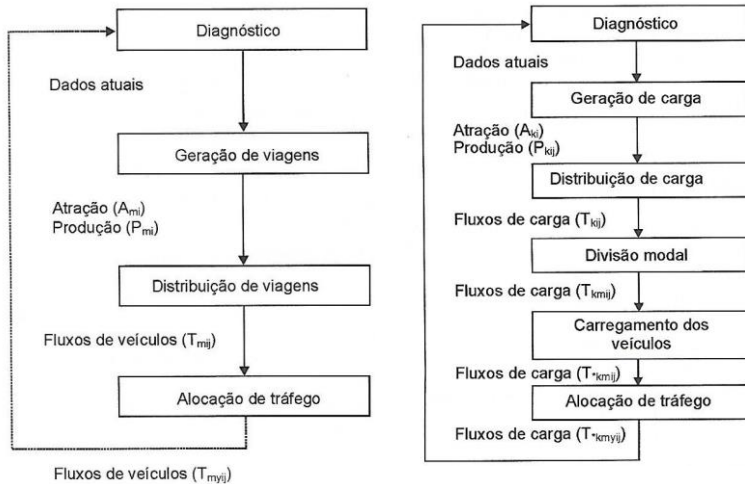 Diagnóstico
Dados atuais
Geração de viagens
Atração (Ami)
Produção (Pmi)
Distribuição de viagens
Fluxos de veículos (Tmij)
Alocação de tráfego
Fluxos de veículos (Tmyij)
Diagnóstico
Dados atuais
Geração de carga
Atração (Aki)
Produção (Pkij)
Distribuição de carga
Fluxos de carga (Tkij)
Divisão modal
Fluxos de carga (Tkmij)
Carregamento dos
veículos
Fluxos de carga (T*kmij)
Alocação de tráfego
Fluxos de carga (T*kmyij)